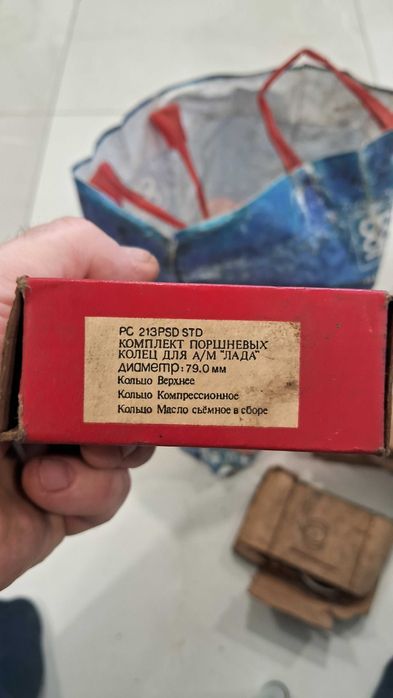 PC 213PSD STD
КОМПЛЕКТ ПОРШНЕВЫХ
КОЛЕЦ ДЛЯ А/М "ЛАДА"
ДИАМЕТР: 79.0 мм
Кольцо Верхнее
Кольцо Компрессионное
Кольцо Масло съёмное в сборе